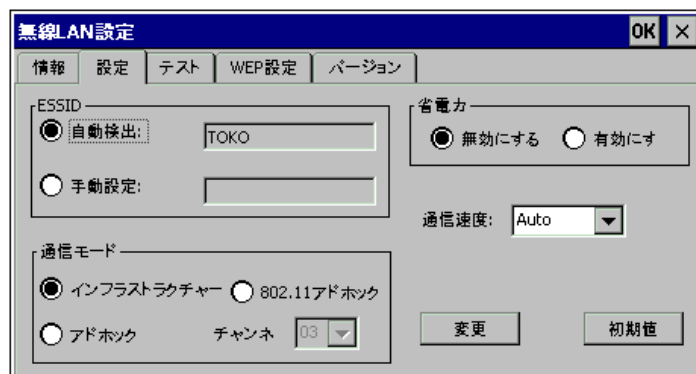 無線LAN設定 OK ×
情報 設定 テスト WEP設定 バージョン
ESSID
自動検出: TOKO
手動設定:
省電力
無効にする 有効にす
通信速度: Auto
通信モード
インフラストラクチャー 802.11アドホック
アドホック チャンネ 03
変更 初期値